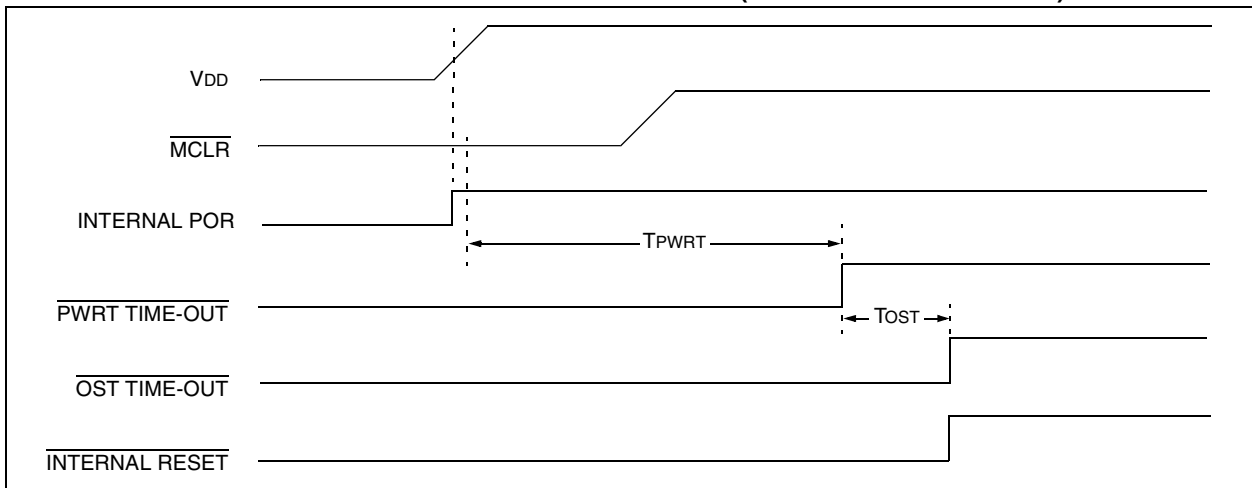 VDD
MCLR
INTERNAL POR
TPWRT
PWRT TIME-OUT
TOST
OST TIME-OUT
INTERNAL RESET